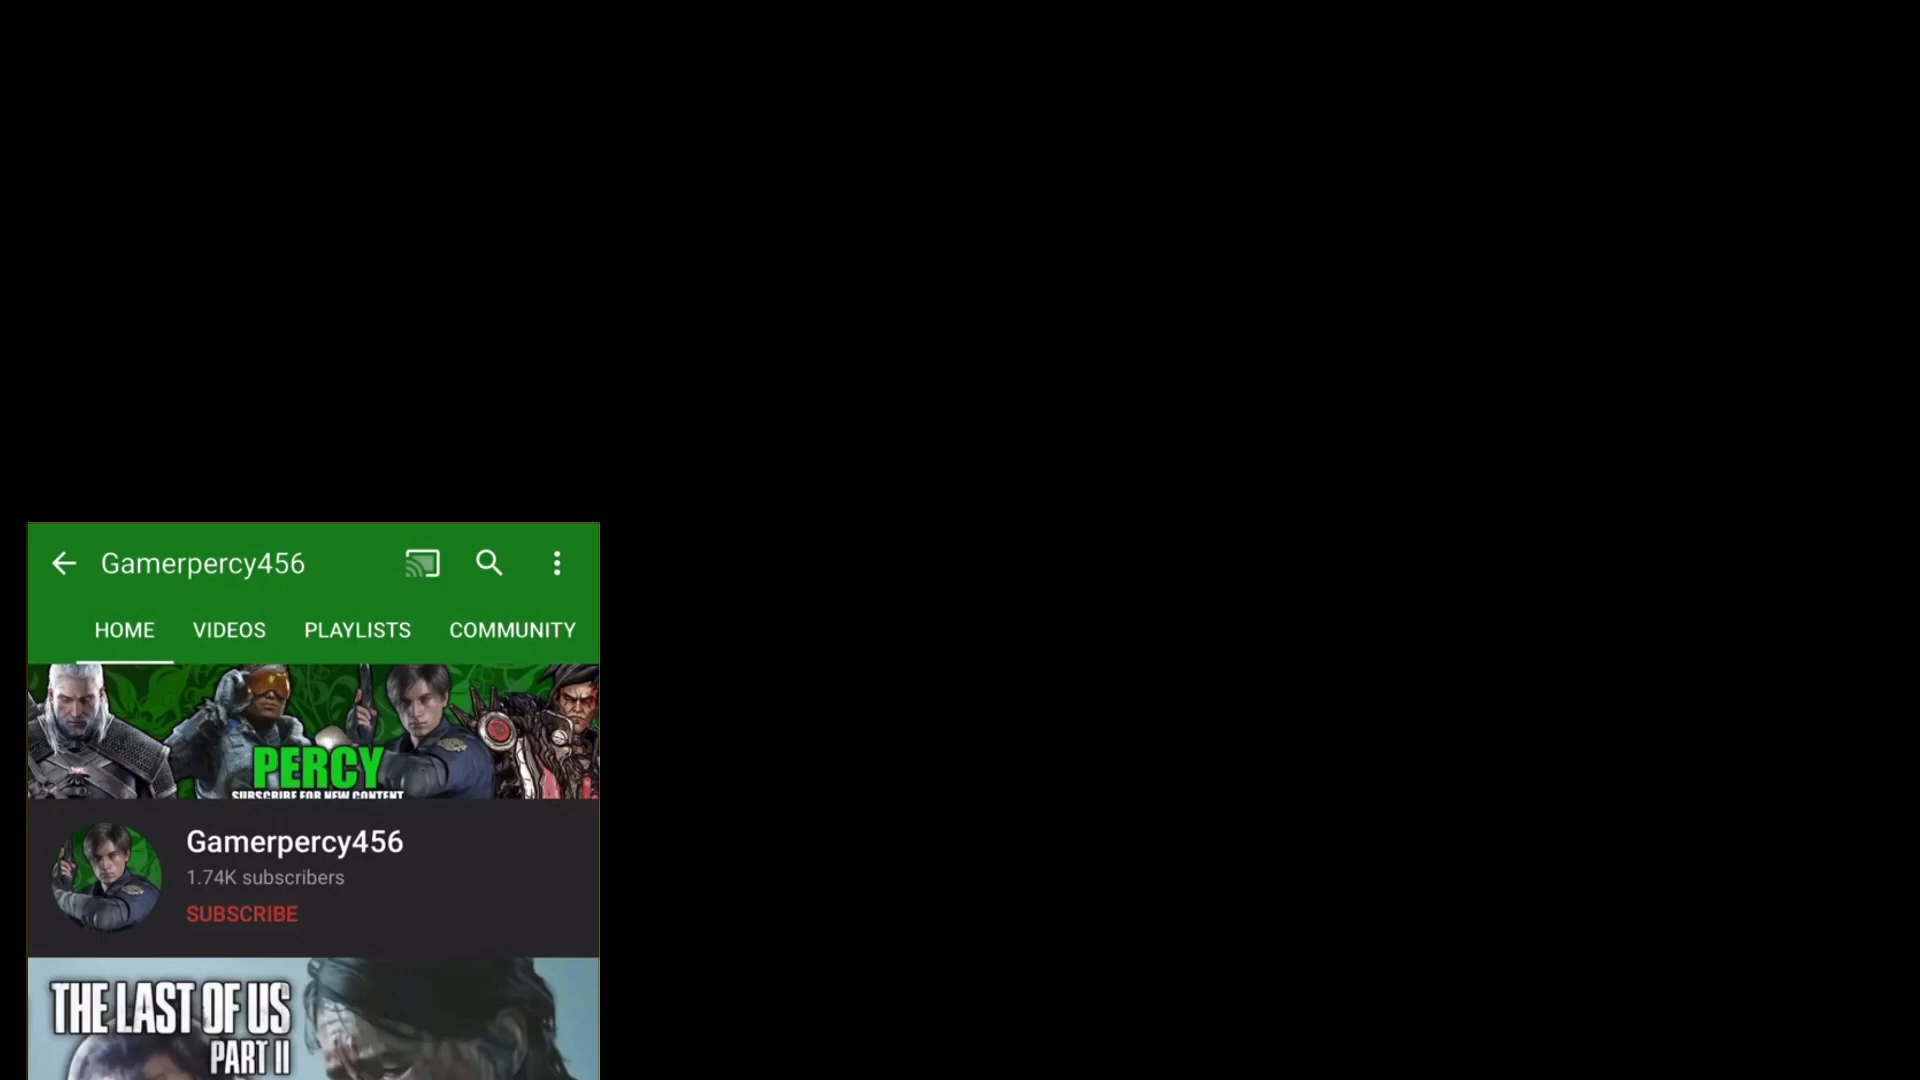 Gamerpercy456
HOME VIDEOS PLAYLISTS COMMUNITY
PERCY
SUBSCRIBE FOR NEW CONTENT
Gamerpercy456
1.74K subscribers
SUBSCRIBE
THE LAST OF US
PART II